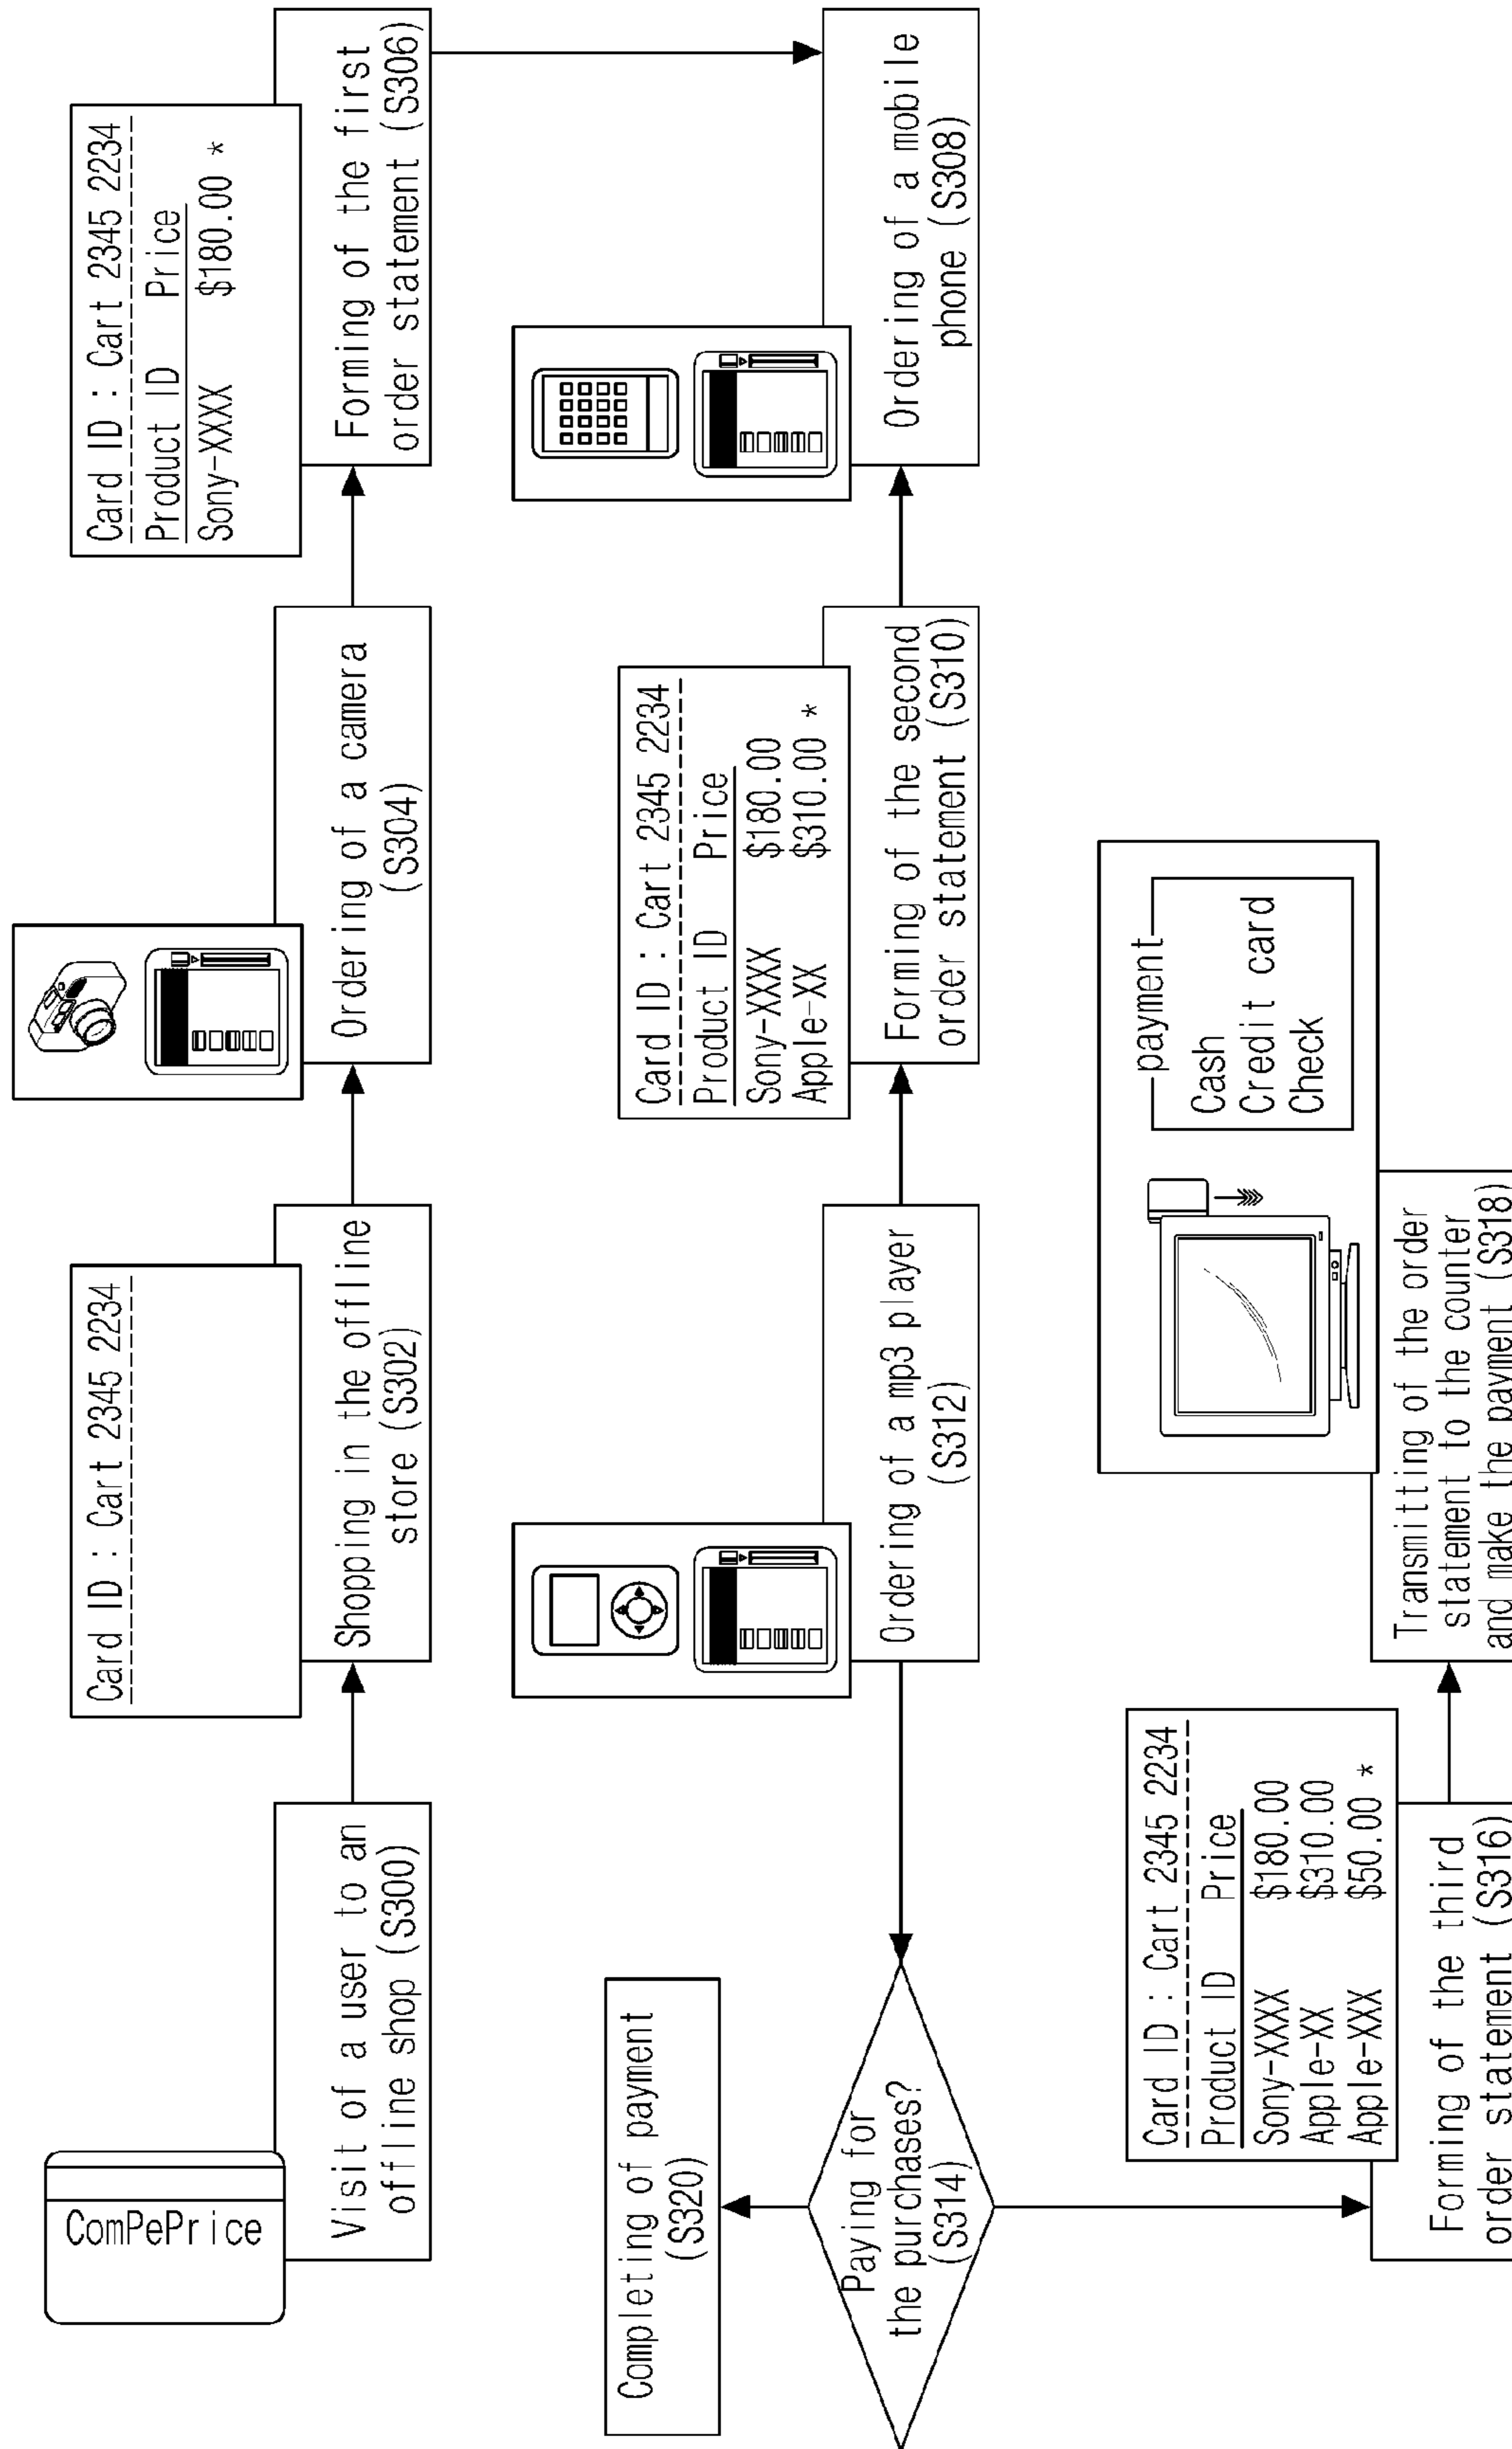 ComPePrice
Visit of a user to an
offline shop (S300)
Card ID : Cart 2345 2234
Shopping in the offline
store (S302)
Ordering of a camera
(S304)
Card ID : Cart 2345 2234
Product ID Price
Sony-XXXX $180.00 *
Forming of the first
order statement (S306)
Completing of payment
(S320)
Paying for
the purchases?
(S314)
Ordering of a mp3 player
(S312)
Card ID : Cart 2345 2234
Product ID Price
Sony-XXXX $180.00
Apple-XX $310.00 *
Forming of the second
order statement (S310)
Ordering of a mobile
phone (S308)
Card ID : Cart 2345 2234
Product ID Price
Sony-XXXX $180.00
Apple-XX $310.00
Apple-XXX $50.00 *
Forming of the third
order statement (S316)
payment
Cash
Credit card
Check
Transmitting of the order
statement to the counter
and make the payment (S318)